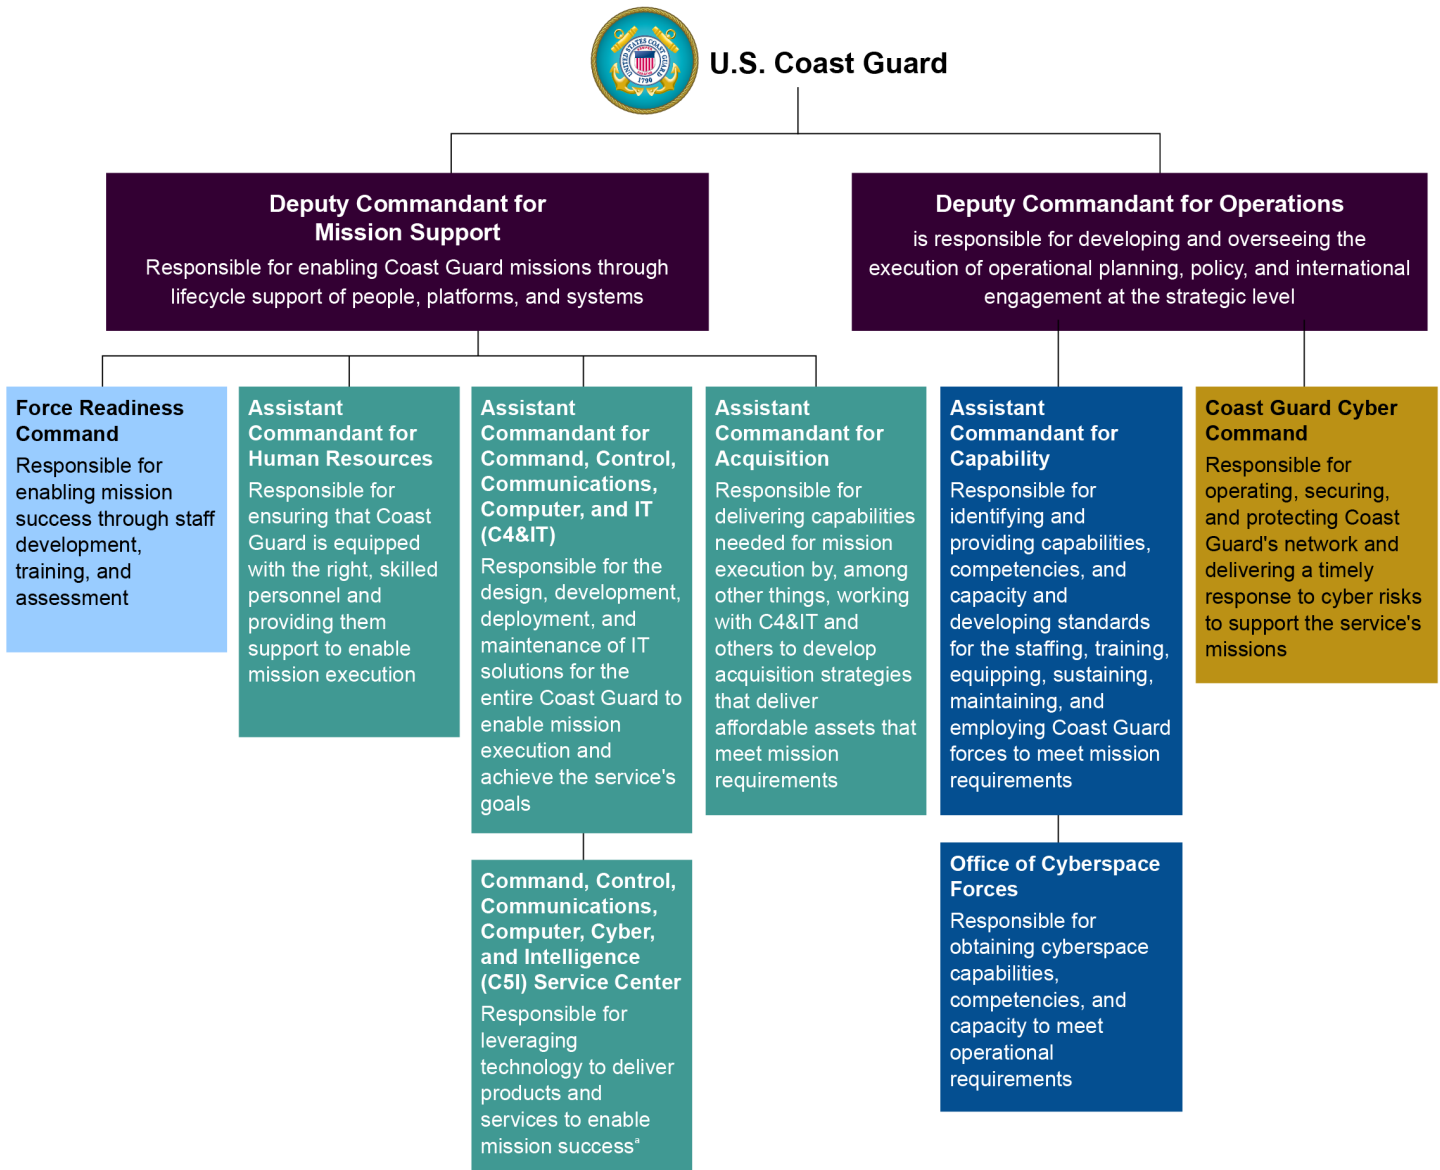 UNITED STATES COAST GUARD
1790
U.S. Coast Guard
Deputy Commandant for
Mission Support
Responsible for enabling Coast Guard missions through
lifecycle support of people, platforms, and systems
Deputy Commandant for Operations
is responsible for developing and overseeing the
execution of operational planning, policy, and international
engagement at the strategic level
Force Readiness
Command
Responsible for
enabling mission
success through staff
development,
training, and
assessment
Assistant
Commandant for
Human Resources
Responsible for
ensuring that Coast
Guard is equipped
with the right, skilled
personnel and
providing them
support to enable
mission execution
Assistant
Commandant for
Command, Control,
Communications,
Computer, and IT
(C4&IT)
Responsible for the
design, development,
deployment, and
maintenance of IT
solutions for the
entire Coast Guard to
enable mission
execution and
achieve the service's
goals
Assistant
Commandant for
Acquisition
Responsible for
delivering capabilities
needed for mission
execution by, among
other things, working
with C4&IT and
others to develop
acquisition strategies
that deliver
affordable assets that
meet mission
requirements
Assistant
Commandant for
Capability
Responsible for
identifying and
providing capabilities,
competencies, and
capacity and
developing standards
for the staffing, training,
equipping, sustaining,
maintaining, and
employing Coast Guard
forces to meet mission
requirements
Coast Guard Cyber
Command
Responsible for
operating, securing,
and protecting Coast
Guard's network and
delivering a timely
response to cyber risks
to support the service's
missions
Command, Control,
Communications,
Computer, Cyber,
and Intelligence
(C5I) Service Center
Responsible for
leveraging
technology to deliver
products and
services to enable
mission successª
Office of Cyberspace
Forces
Responsible for
obtaining cyberspace
capabilities,
competencies, and
capacity to meet
operational
requirements